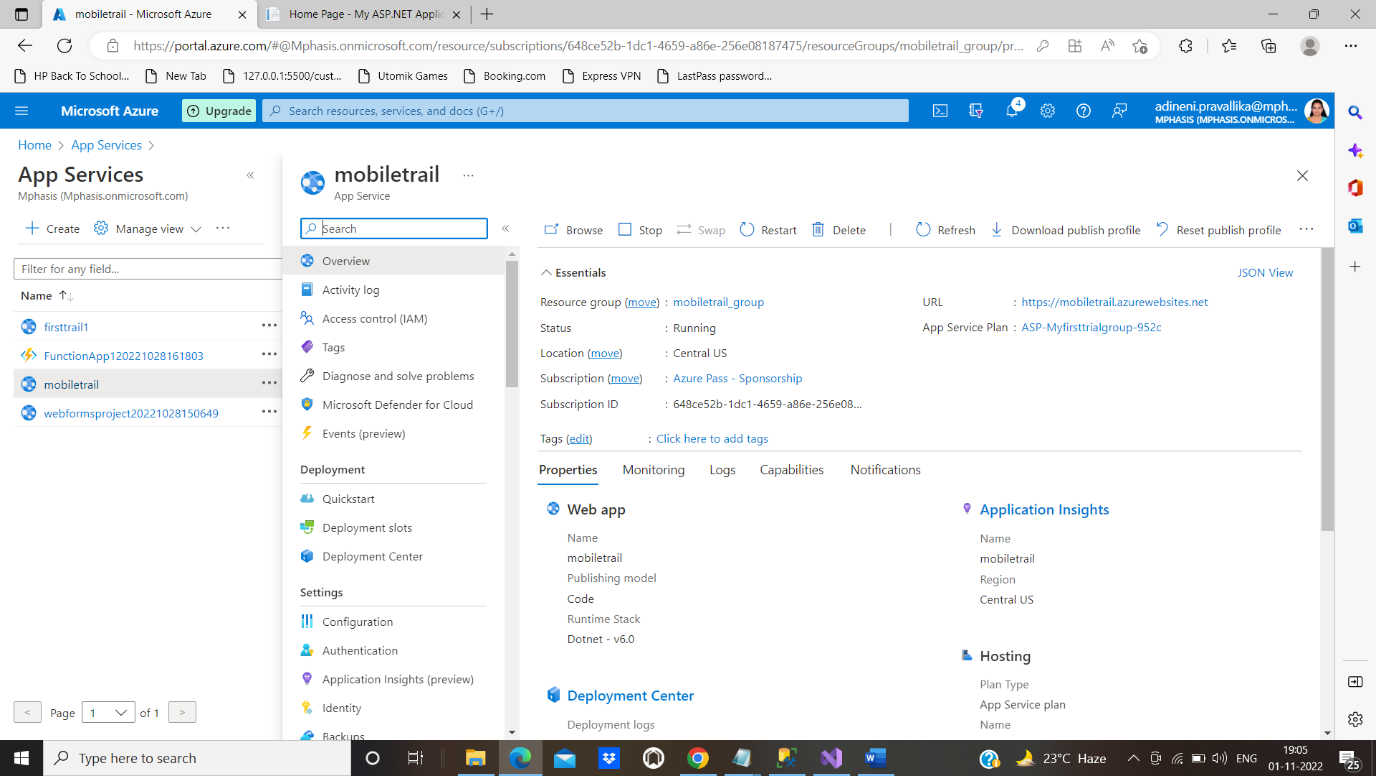 mobiletrail - Microsoft Azure
Home Page - My ASP.NET Applic
https://portal.azure.com/#@Mphasis.onmicrosoft.com/resource/subscriptions/648ce52b-1dc1-4659-a86e-256e08187475/resourceGroups/mobiletrail_group/pr...
HP Back To School...
New Tab
127.0.0.1:5500/cust...
Utomik Games
Booking.com
Express VPN
LastPass password...
Microsoft Azure
Upgrade
Search resources, services, and docs (G+/)
4
adineni.pravallika@mph...
MPHASIS (MPHASIS.ONMICROS...
Home > App Services >
App Services
Mphasis (Mphasis.onmicrosoft.com)
Create
Manage view
Filter for any field...
Name
firsttrail1
FunctionApp120221028161803
mobiletrail
webformsproject20221028150649
Page 1 of 1
mobiletrail
App Service
Search
Overview
Activity log
Access control (IAM)
Tags
Diagnose and solve problems
Microsoft Defender for Cloud
Events (preview)
Deployment
Quickstart
Deployment slots
Deployment Center
Settings
Configuration
Authentication
Application Insights (preview)
Identity
Backups
Browse
Stop
Swap
Restart
Delete
Refresh
Download publish profile
Reset publish profile
Essentials
JSON View
Resource group (move) : mobiletrail_group
Status : Running
Location (move) : Central US
Subscription (move) : Azure Pass - Sponsorship
Subscription ID : 648ce52b-1dc1-4659-a86e-256e08...
Tags (edit) : Click here to add tags
URL : https://mobiletrail.azurewebsites.net
App Service Plan : ASP-Myfirsttrialgroup-952c
Properties
Monitoring
Logs
Capabilities
Notifications
Web app
Name
mobiletrail
Publishing model
Code
Runtime Stack
Dotnet - v6.0
Deployment Center
Deployment logs
Application Insights
Name
mobiletrail
Region
Central US
Hosting
Plan Type
App Service plan
Name
Type here to search
23°C Haze
ENG
19:05
01-11-2022
25